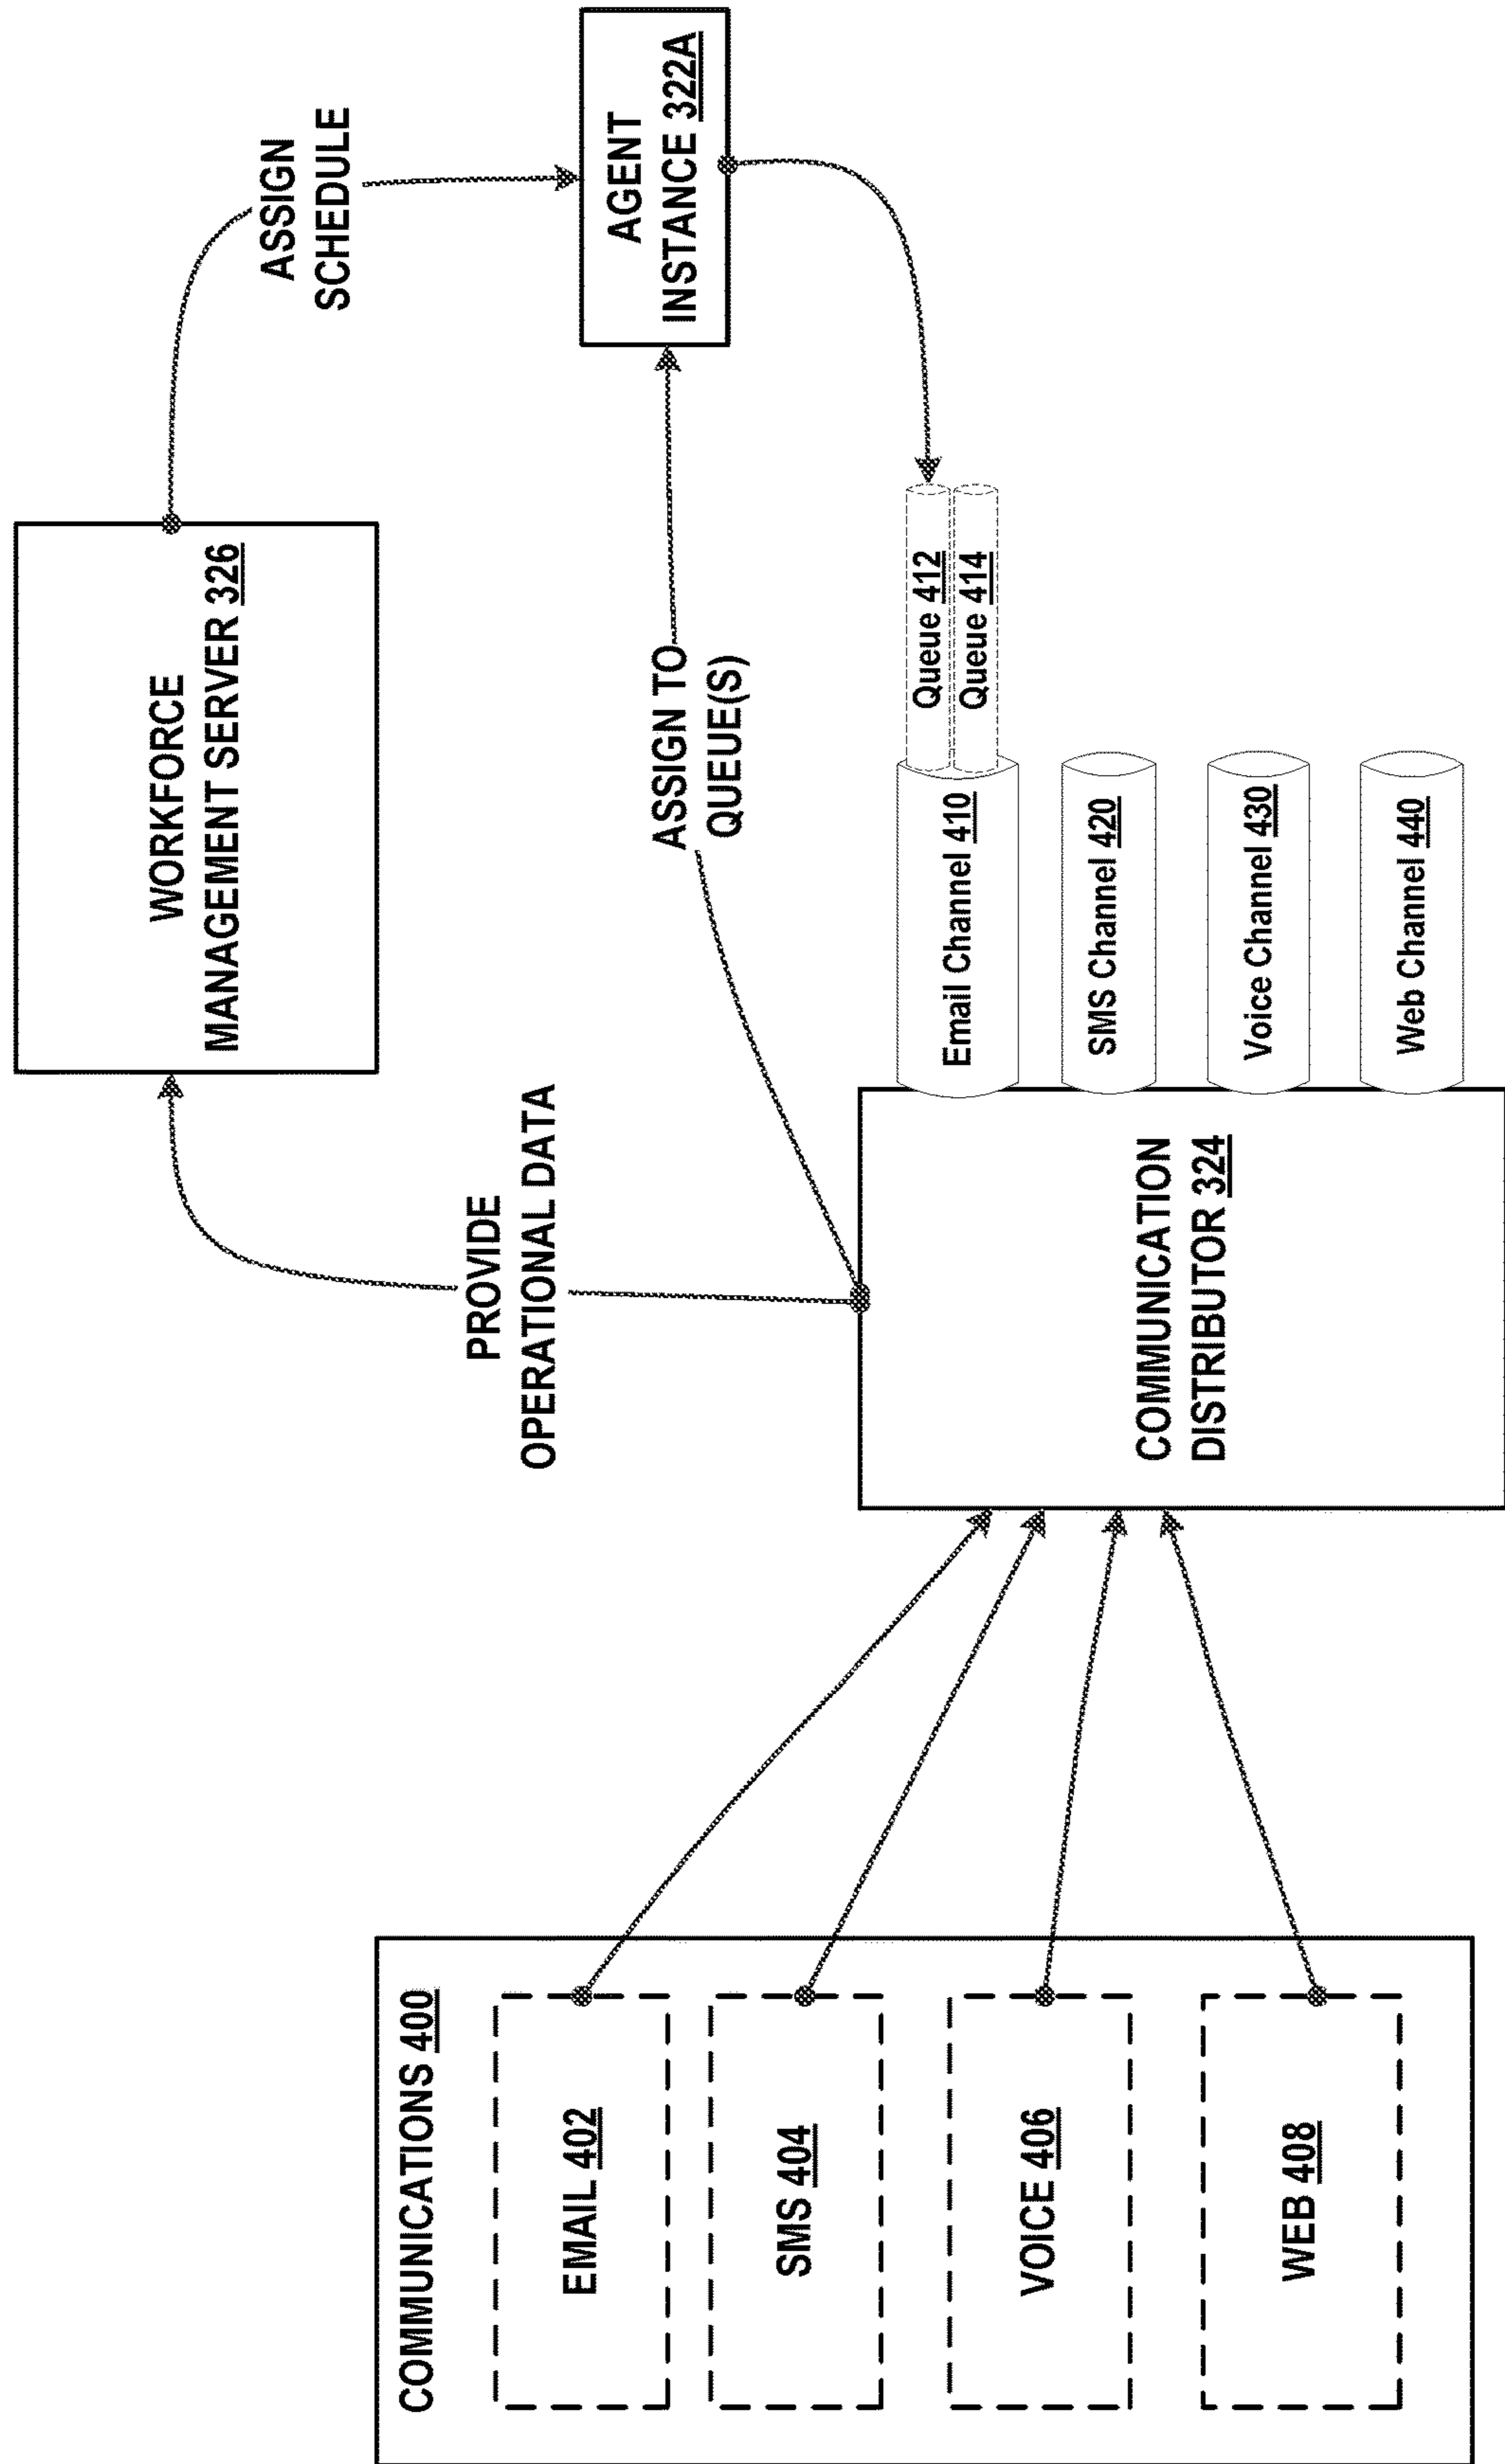 COMMUNICATIONS 400
EMAIL 402
SMS 404
VOICE 406
WEB 408
PROVIDE
OPERATIONAL DATA
WORKFORCE
MANAGEMENT SERVER 326
ASSIGN
SCHEDULE
ASSIGN TO
QUEUE(S)
AGENT
INSTANCE 322A
COMMUNICATION
DISTRIBUTOR 324
Email Channel 410
Queue 412
Queue 414
SMS Channel 420
Voice Channel 430
Web Channel 440